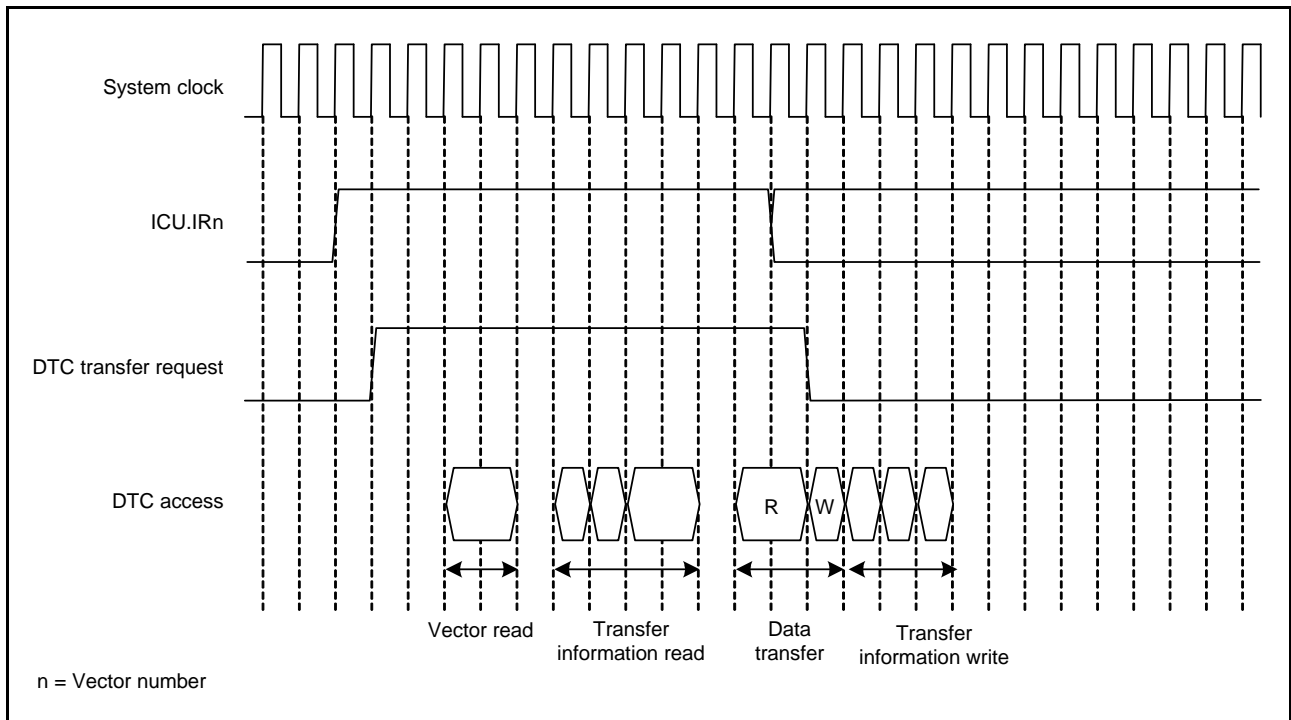 System clock
ICU.IRn
DTC transfer request
DTC access
R
W
Vector read
Transfer
information read
Data
transfer
Transfer
information write
n = Vector number